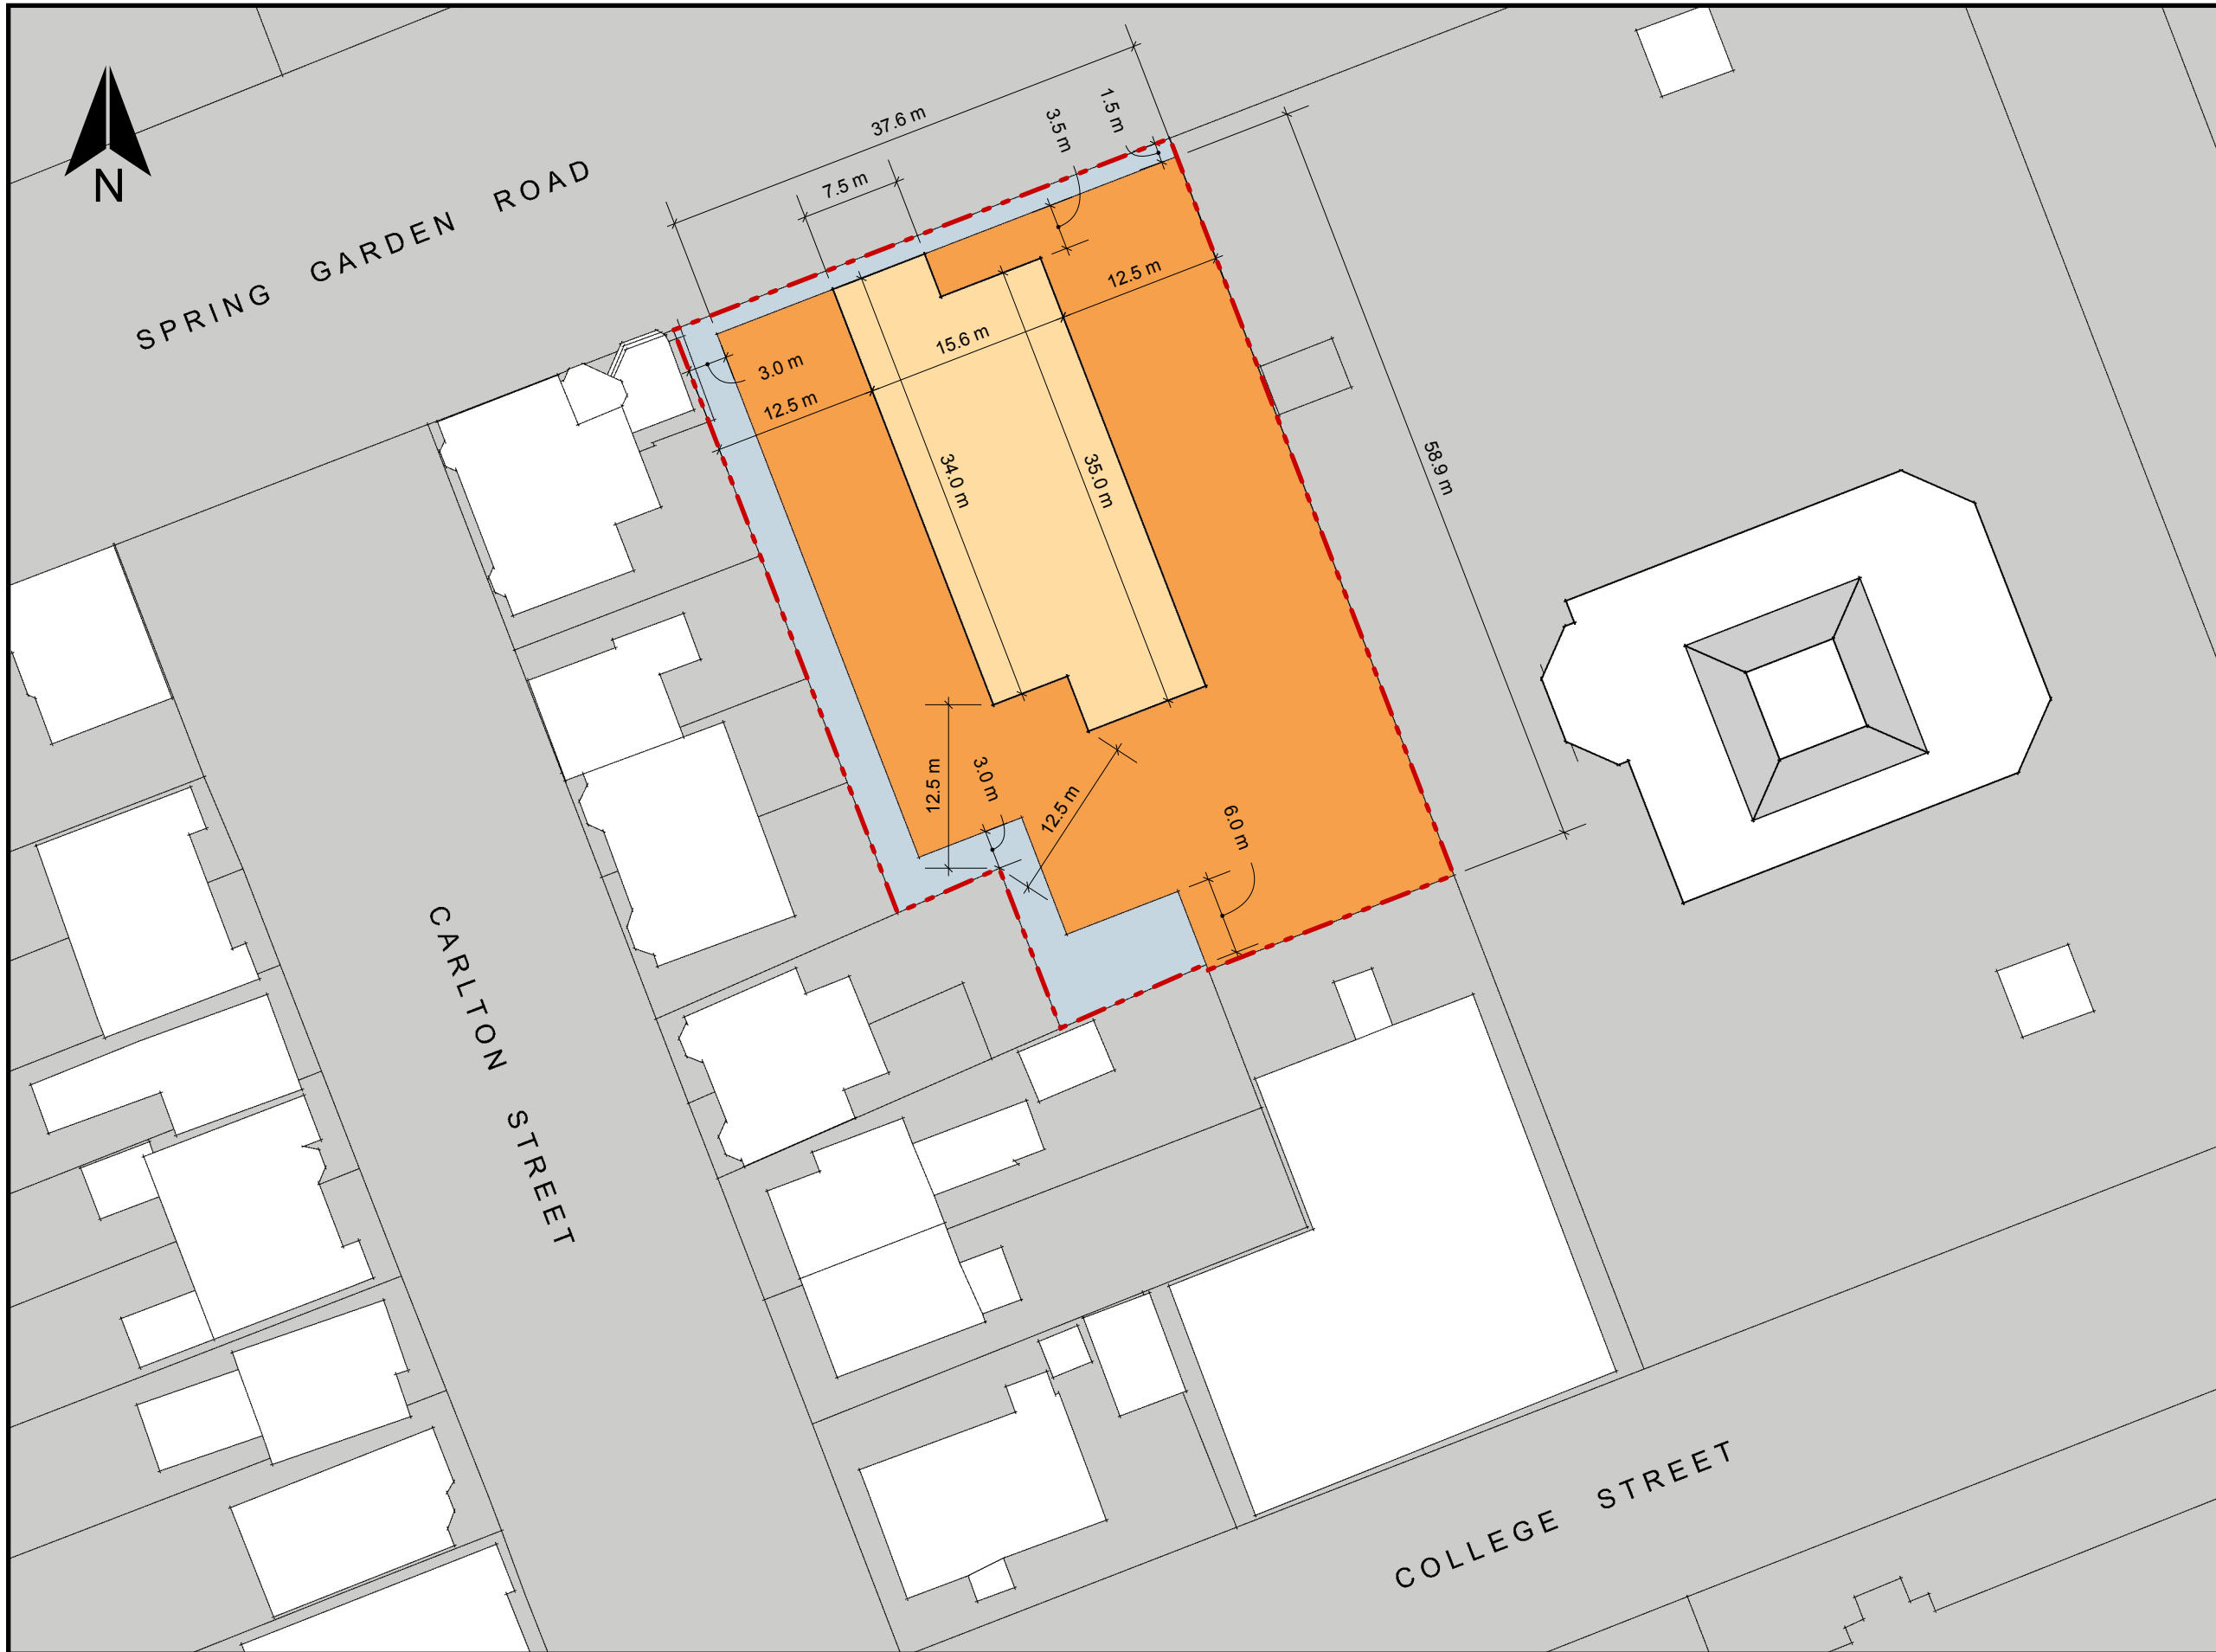 37.6 m
1.5 m
3.5 m
7.5 m
N
SPRING GARDEN ROAD
12.5 m
15.6 m
3.0 m
12.5 m
34.0 m
35.0 m
58.9 m
12.5 m
3.0 m
12.5 m
6.0 m
CARLTON STREET
COLLEGE STREET